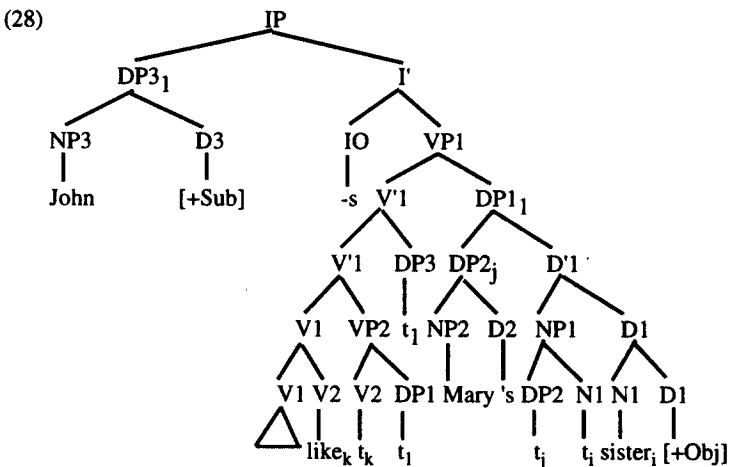 (28)
IP
DP3₁ I'
NP3 D3 IO VP1
John [+Sub] -s V'1 DP1₁
V'1 DP3 DP2ⱼ D'1
V1 VP2 t₁ NP2 D2 NP1 D1
V1 V2 V2 DP1 Mary 's DP2 N1 N1 D1
likeₖ tₖ t₁ tⱼ tᵢ sisterᵢ [+Obj]